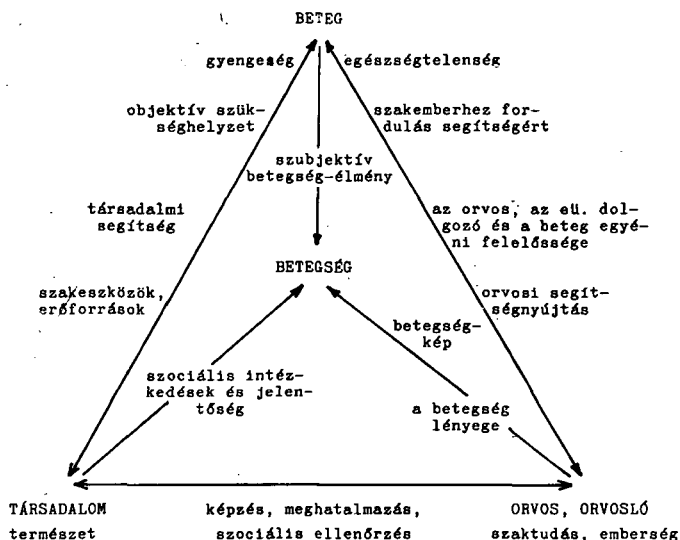 BETEG
gyengeség
egészségtelenség
objektív szük-
séghelyzet
szakemberhez for-
dulás segítségért
szubjektív
betegség-élmény
társadalmi
segítség
az orvos, az eü. dol-
gozó és a beteg egyé-
ni felelőssége
BETEGSÉG
szakeszközök,
erőforrások
orvosi segít-
ségnyújtás
betegség-
kép
szociális intéz-
kedések és jelen-
tőség
a betegség
lényege
TÁRSADALOM
természet
képzés, meghatalmazás,
szociális ellenőrzés
ORVOS, ORVOSLÓ
szaktudás, emberség